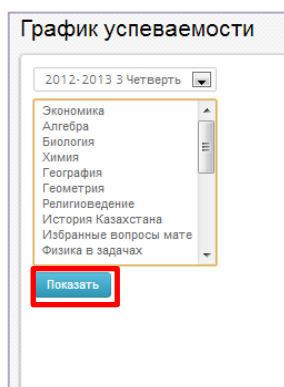 График успеваемости
2012-2013 3 Четверть
Экономика
Алгебра
Биология
Химия
География
Геометрия
Религиоведение
История Казахстана
Избранные вопросы мате
Физика в задачах
Показать